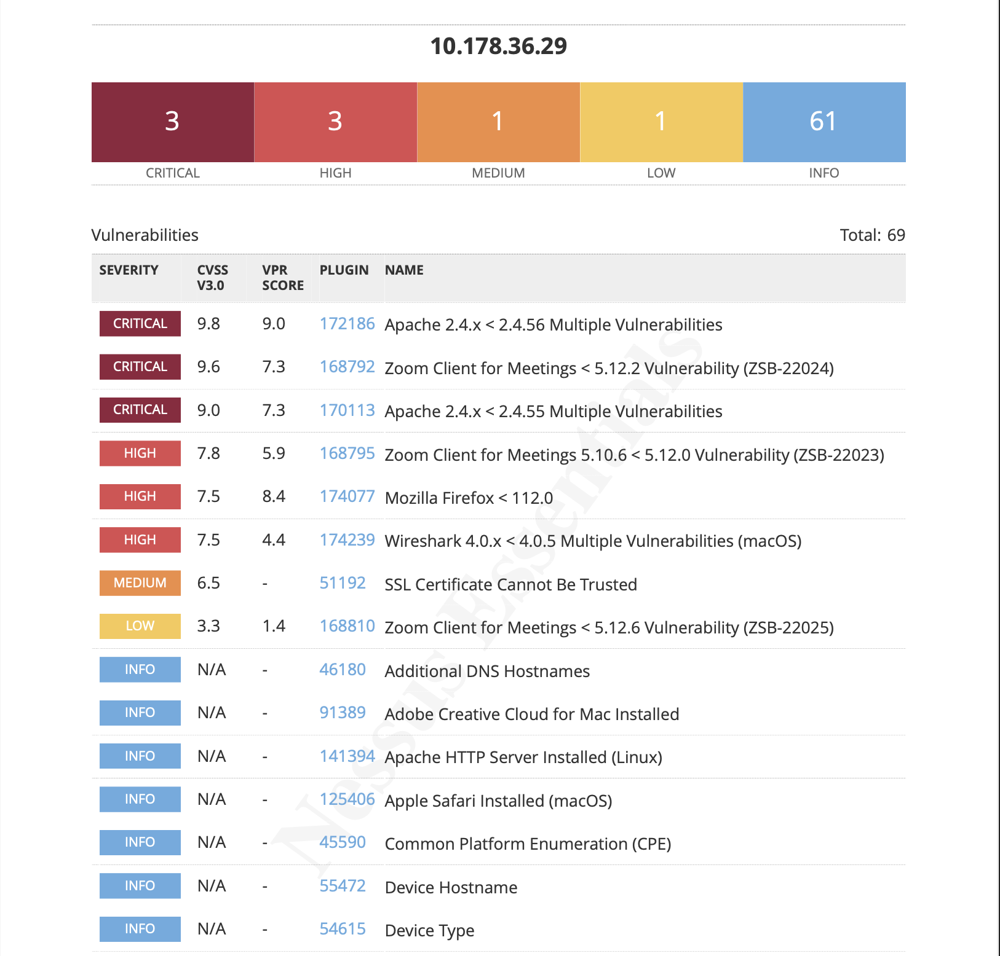 10.178.36.29
3 3 1 1 61
CRITICAL HIGH MEDIUM LOW INFO
Vulnerabilities Total: 69
SEVERITY CVSS V3.0 VPR SCORE PLUGIN NAME
CRITICAL 9.8 9.0 172186 Apache 2.4.x < 2.4.56 Multiple Vulnerabilities
CRITICAL 9.6 7.3 168792 Zoom Client for Meetings < 5.12.2 Vulnerability (ZSB-22024)
CRITICAL 9.0 7.3 170113 Apache 2.4.x < 2.4.55 Multiple Vulnerabilities
HIGH 7.8 5.9 168795 Zoom Client for Meetings 5.10.6 < 5.12.0 Vulnerability (ZSB-22023)
HIGH 7.5 8.4 174077 Mozilla Firefox < 112.0
HIGH 7.5 4.4 174239 Wireshark 4.0.x < 4.0.5 Multiple Vulnerabilities (macOS)
MEDIUM 6.5 - 51192 SSL Certificate Cannot Be Trusted
LOW 3.3 1.4 168810 Zoom Client for Meetings < 5.12.6 Vulnerability (ZSB-22025)
INFO N/A - 46180 Additional DNS Hostnames
INFO N/A - 91389 Adobe Creative Cloud for Mac Installed
INFO N/A - 141394 Apache HTTP Server Installed (Linux)
INFO N/A - 125406 Apple Safari Installed (macOS)
INFO N/A - 45590 Common Platform Enumeration (CPE)
INFO N/A - 55472 Device Hostname
INFO N/A - 54615 Device Type
Nessus Essentials